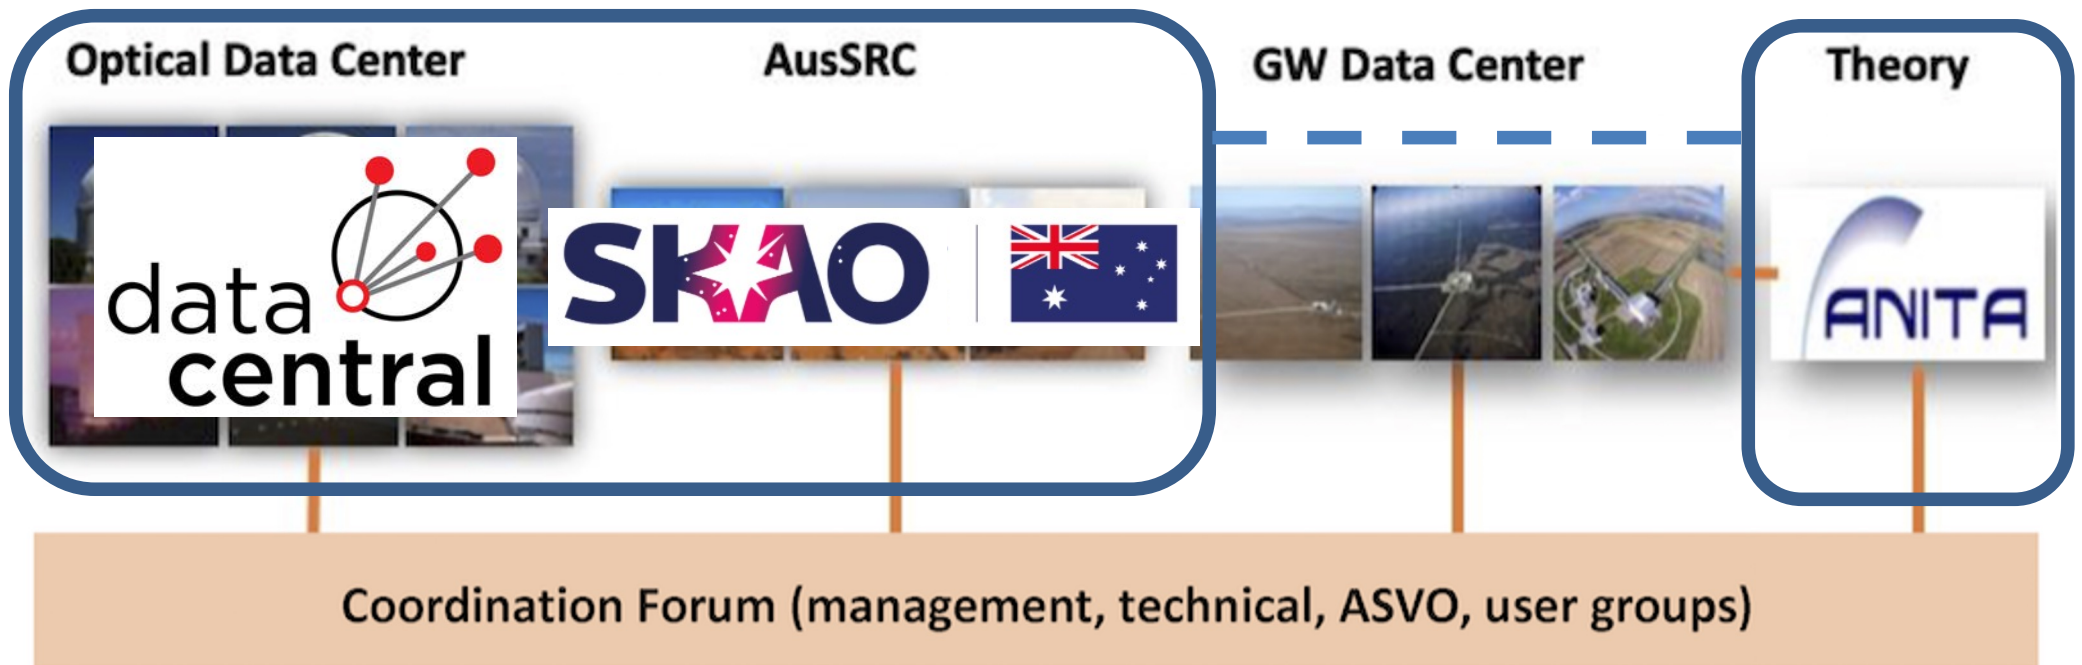 Optical Data Center
AusSRC
GW Data Center
Theory
data
central
SKAO
ANITA
Coordination Forum (management, technical, ASVO, user groups)